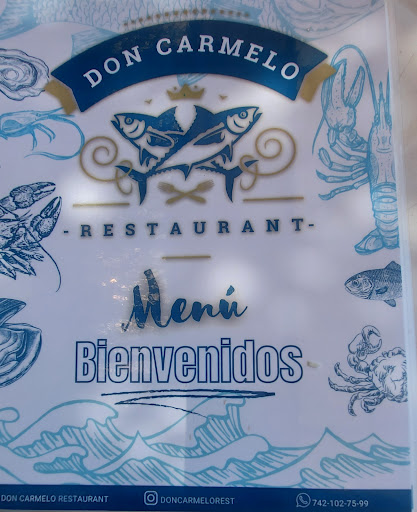 DON CARMELO
- RESTAURANT -
Menú
Bienvenidos
DON CARMELO RESTAURANT
DONCARMELOREST
742-102-75-99